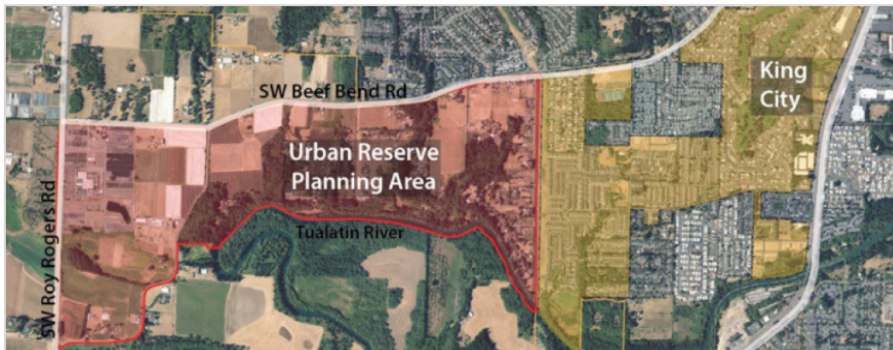 King
City
SW Beef Bend Rd
Urban Reserve
Planning Area
Tualatin River
SW Roy Rogers Rd